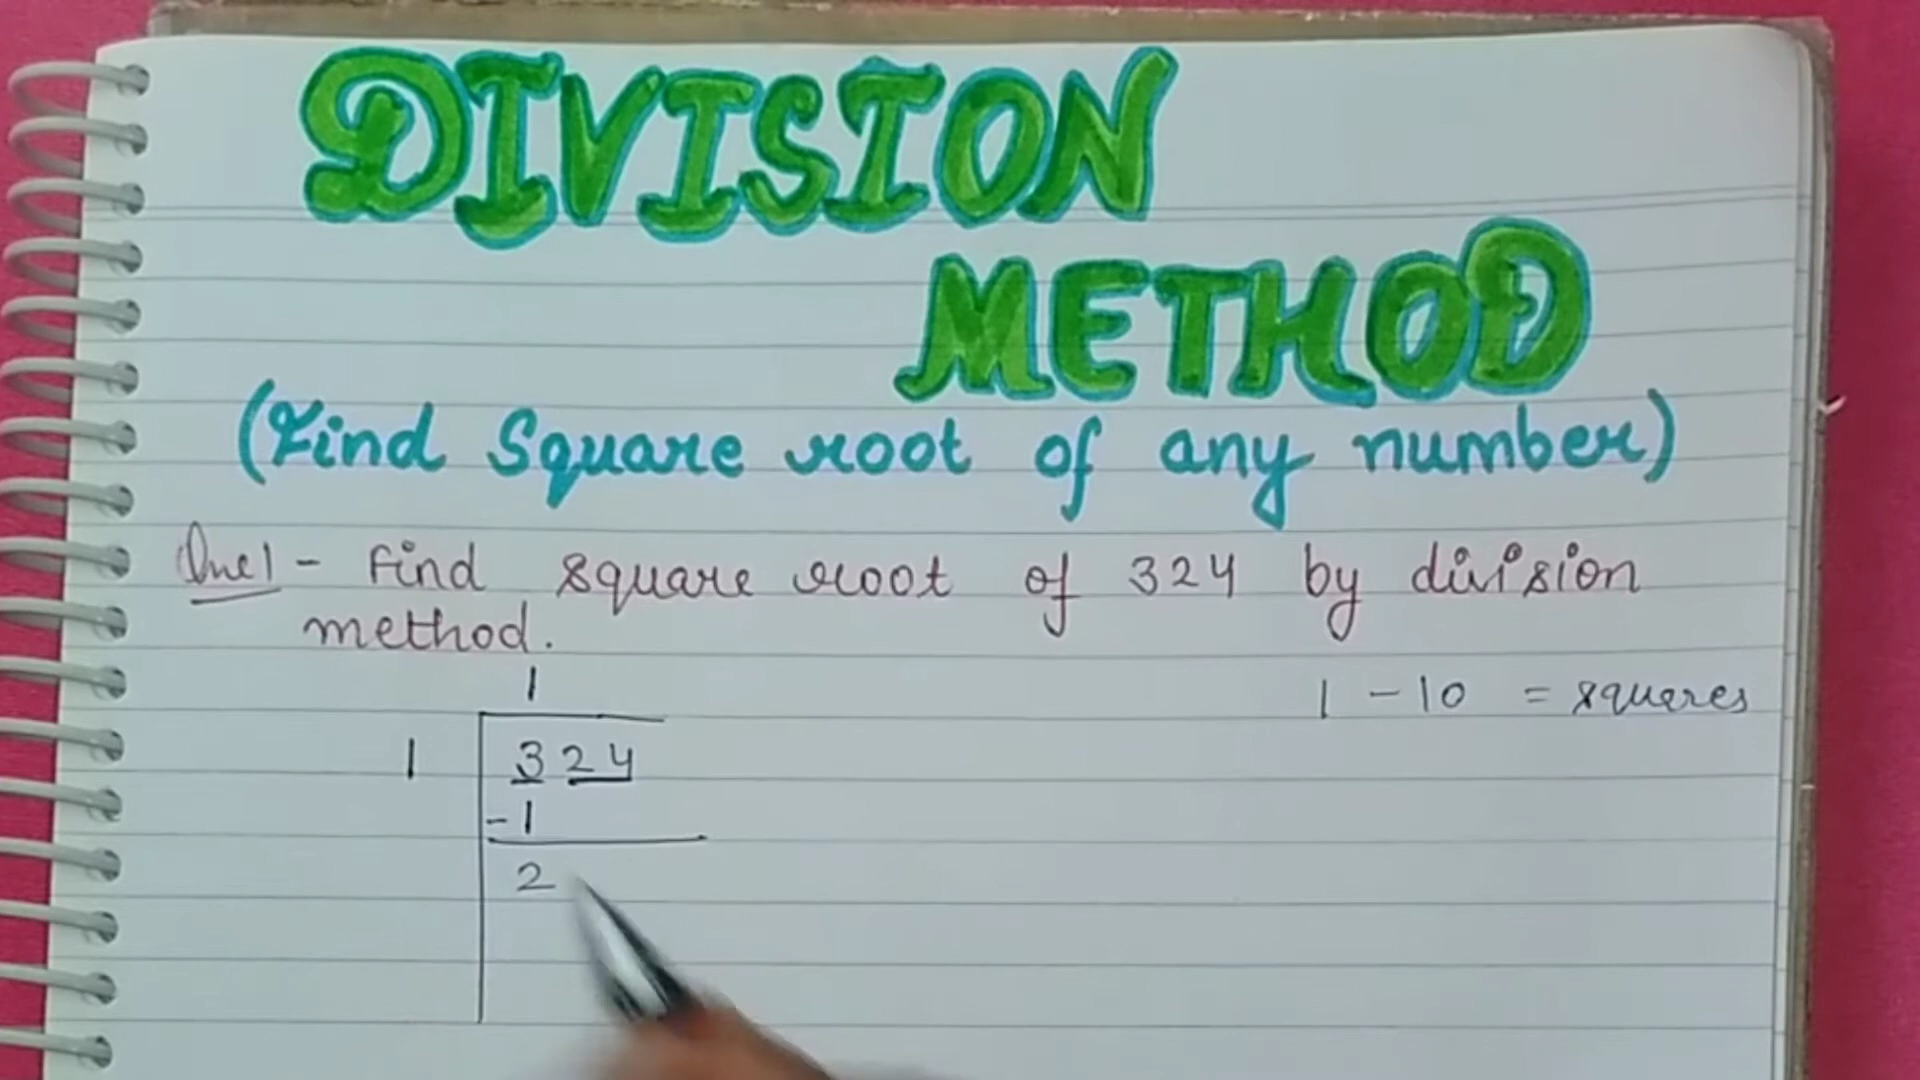 DIVISION
METHOD
(Find Square root of any number)
Que1 - Find square root of 324 by division
method.
1
1 - 10 = squares
1 324
-1
2